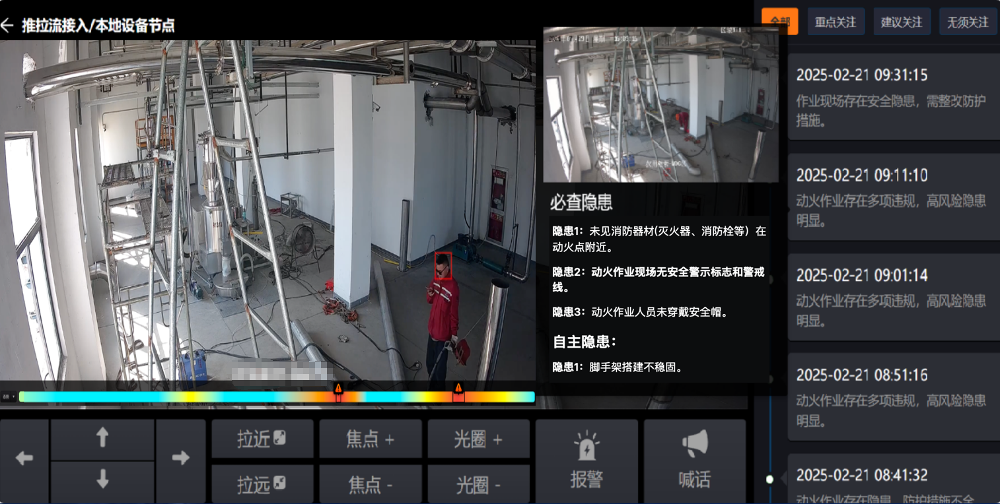 推拉流接入/本地设备节点
全部
重点关注
建议关注
无须关注
必查隐患
隐患1：未见消防器材(灭火器、消防栓等）在
动火点附近。
隐患2：动火作业现场无安全警示标志和警戒
线。
隐患3：动火作业人员未穿戴安全帽。
自主隐患：
隐患1：脚手架搭建不稳固。
2025-02-21 09:31:15
作业现场存在安全隐患，需整改防护
措施。
2025-02-21 09:11:10
动火作业存在多项违规，高风险隐患
明显。
2025-02-21 09:01:14
动火作业存在多项违规，高风险隐患
明显。
2025-02-21 08:51:16
动火作业存在多项违规，高风险隐患
明显。
2025-02-21 08:41:32
动火作业存在隐患，防护措施不全
拉近
焦点 +
光圈 +
拉远
焦点 -
光圈 -
报警
喊话